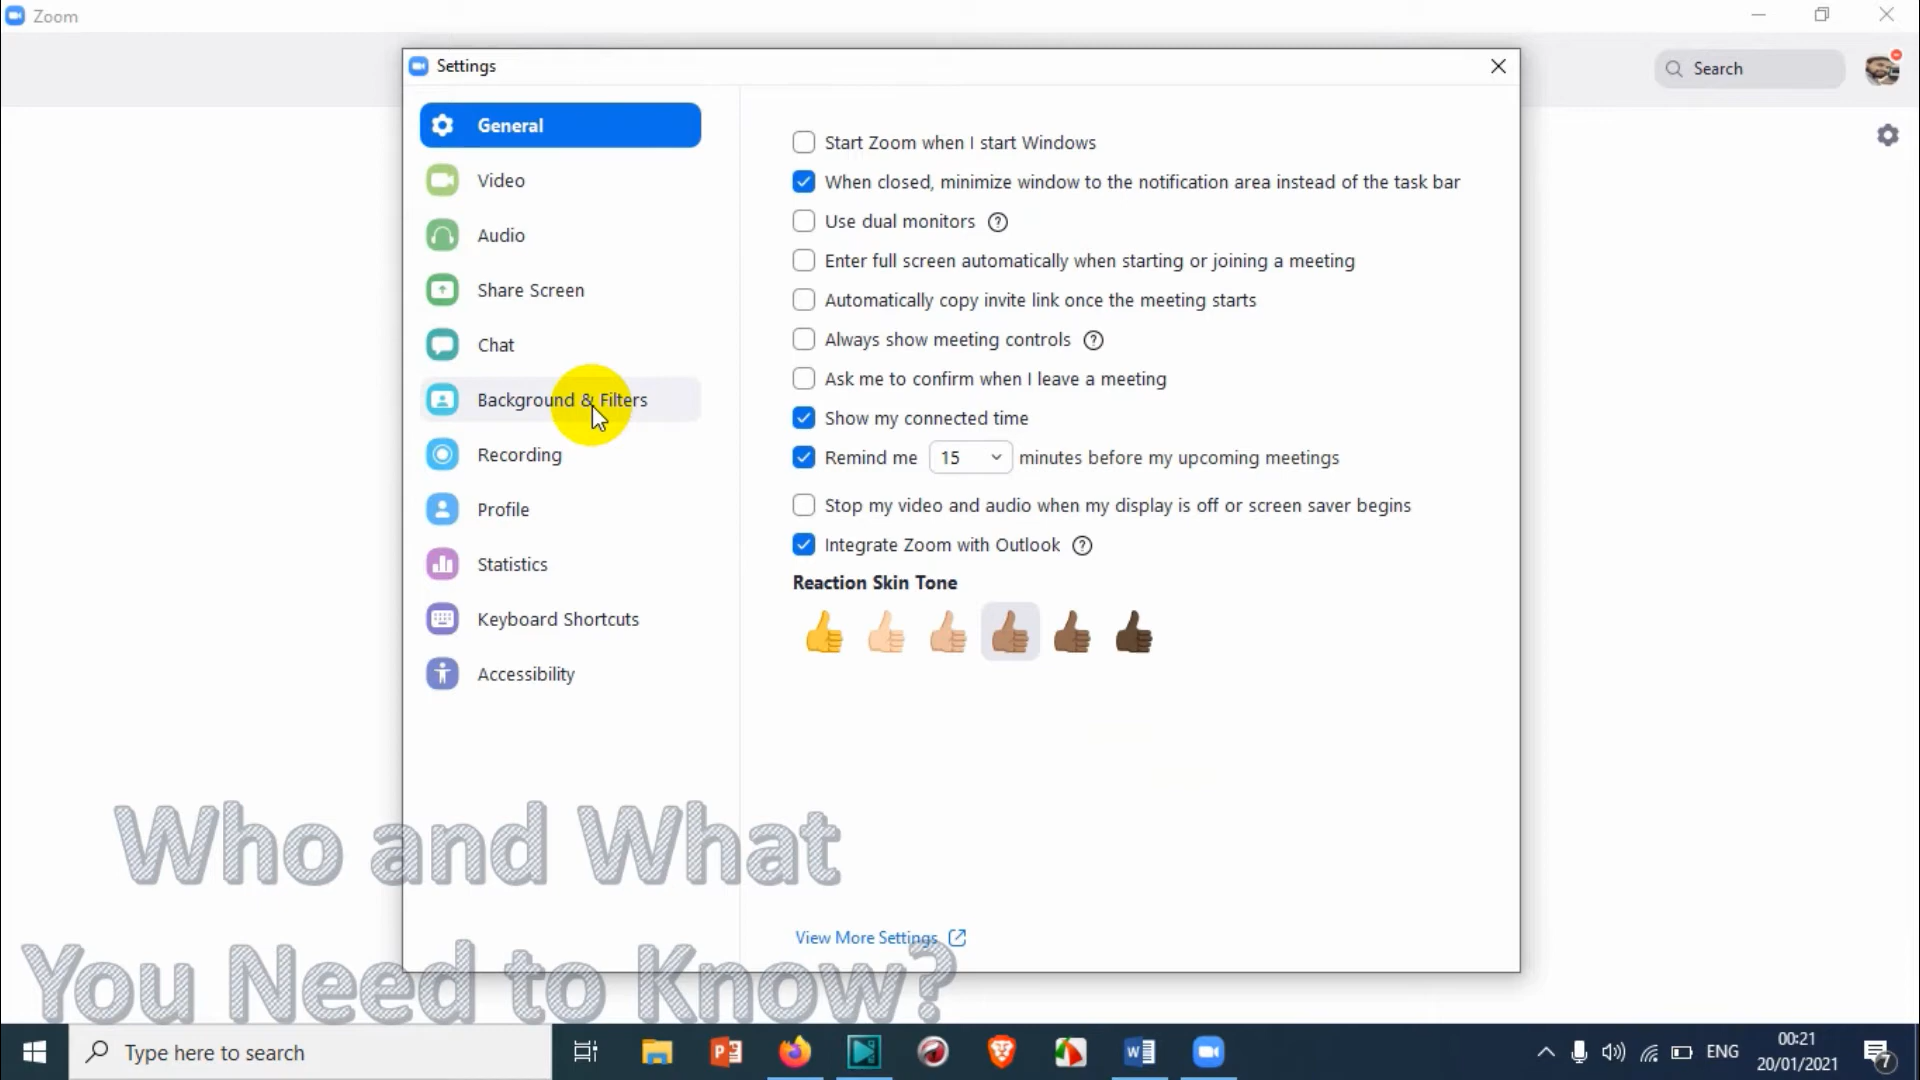 Zoom
Search
Settings
General
Video
Audio
Share Screen
Chat
Background & Filters
Recording
Profile
Statistics
Keyboard Shortcuts
Accessibility
Start Zoom when I start Windows
When closed, minimize window to the notification area instead of the task bar
Use dual monitors ?
Enter full screen automatically when starting or joining a meeting
Automatically copy invite link once the meeting starts
Always show meeting controls ?
Ask me to confirm when I leave a meeting
Show my connected time
Remind me 15 minutes before my upcoming meetings
Stop my video and audio when my display is off or screen saver begins
Integrate Zoom with Outlook ?
Reaction Skin Tone
View More Settings
Who and What
You Need to Know?
Type here to search
ENG
00:21
20/01/2021
7